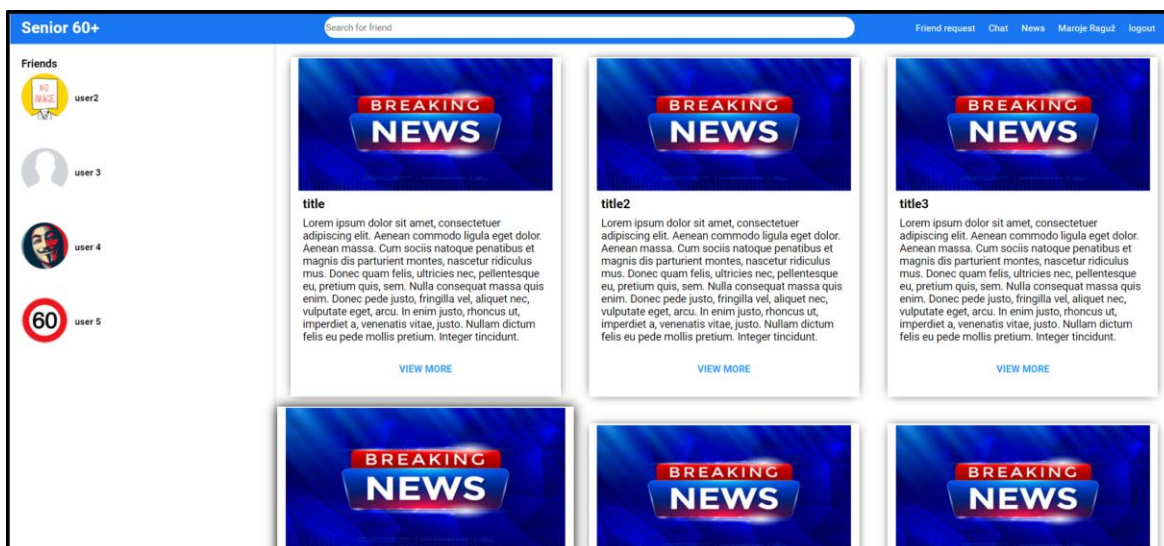 Senior 60+
Search for friend
Friend request Chat News Maroje Raguž logout
Friends
NO
IMAGE
user2
user 3
user 4
60
user 5
BREAKING
NEWS
title
Lorem ipsum dolor sit amet, consectetuer
adipiscing elit. Aenean commodo ligula eget dolor.
Aenean massa. Cum sociis natoque penatibus et
magnis dis parturient montes, nascetur ridiculus
mus. Donec quam felis, ultricies nec, pellentesque
eu, pretium quis, sem. Nulla consequat massa quis
enim. Donec pede justo, fringilla vel, aliquet nec,
vulputate eget, arcu. In enim justo, rhoncus ut,
imperdiet a, venenatis vitae, justo. Nullam dictum
felis eu pede mollis pretium. Integer tincidunt.
VIEW MORE
BREAKING
NEWS
title2
Lorem ipsum dolor sit amet, consectetuer
adipiscing elit. Aenean commodo ligula eget dolor.
Aenean massa. Cum sociis natoque penatibus et
magnis dis parturient montes, nascetur ridiculus
mus. Donec quam felis, ultricies nec, pellentesque
eu, pretium quis, sem. Nulla consequat massa quis
enim. Donec pede justo, fringilla vel, aliquet nec,
vulputate eget, arcu. In enim justo, rhoncus ut,
imperdiet a, venenatis vitae, justo. Nullam dictum
felis eu pede mollis pretium. Integer tincidunt.
VIEW MORE
BREAKING
NEWS
title3
Lorem ipsum dolor sit amet, consectetuer
adipiscing elit. Aenean commodo ligula eget dolor.
Aenean massa. Cum sociis natoque penatibus et
magnis dis parturient montes, nascetur ridiculus
mus. Donec quam felis, ultricies nec, pellentesque
eu, pretium quis, sem. Nulla consequat massa quis
enim. Donec pede justo, fringilla vel, aliquet nec,
vulputate eget, arcu. In enim justo, rhoncus ut,
imperdiet a, venenatis vitae, justo. Nullam dictum
felis eu pede mollis pretium. Integer tincidunt.
VIEW MORE
BREAKING
NEWS
BREAKING
NEWS
BREAKING
NEWS